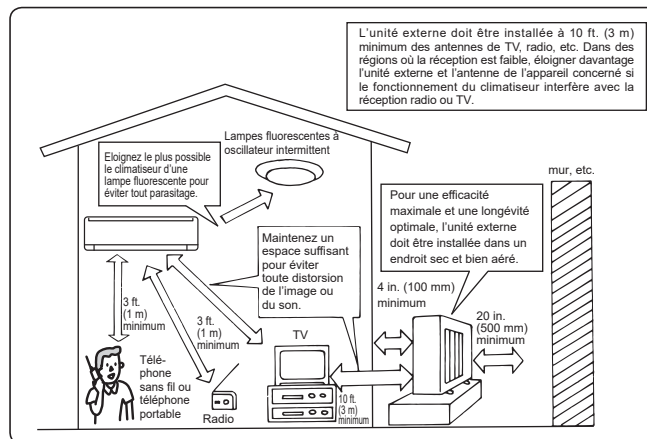 L'unité externe doit être installée à 10 ft. (3 m)
minimum des antennes de TV, radio, etc. Dans des
régions où la réception est faible, éloigner davantage
l'unité externe et l'antenne de l'appareil concerné si
le fonctionnement du climatiseur interfère avec la
réception radio ou TV.
Lampes fluorescentes à
oscillateur intermittent
Eloignez le plus possible
le climatiseur d'une
lampe fluorescente pour
éviter tout parasitage.
mur, etc.
Pour une efficacité
maximale et une longévité
optimale, l'unité externe
doit être installée dans un
endroit sec et bien aéré.
Maintenez un
espace suffisant
pour éviter
toute distorsion
de l'image ou
du son.
4 in. (100 mm)
minimum
20 in.
(500 mm)
minimum
3 ft.
(1 m)
minimum
3 ft.
(1 m)
minimum
TV
Télé-
phone
sans fil ou
téléphone
portable
Radio
10 ft.
(3 m)
minimum